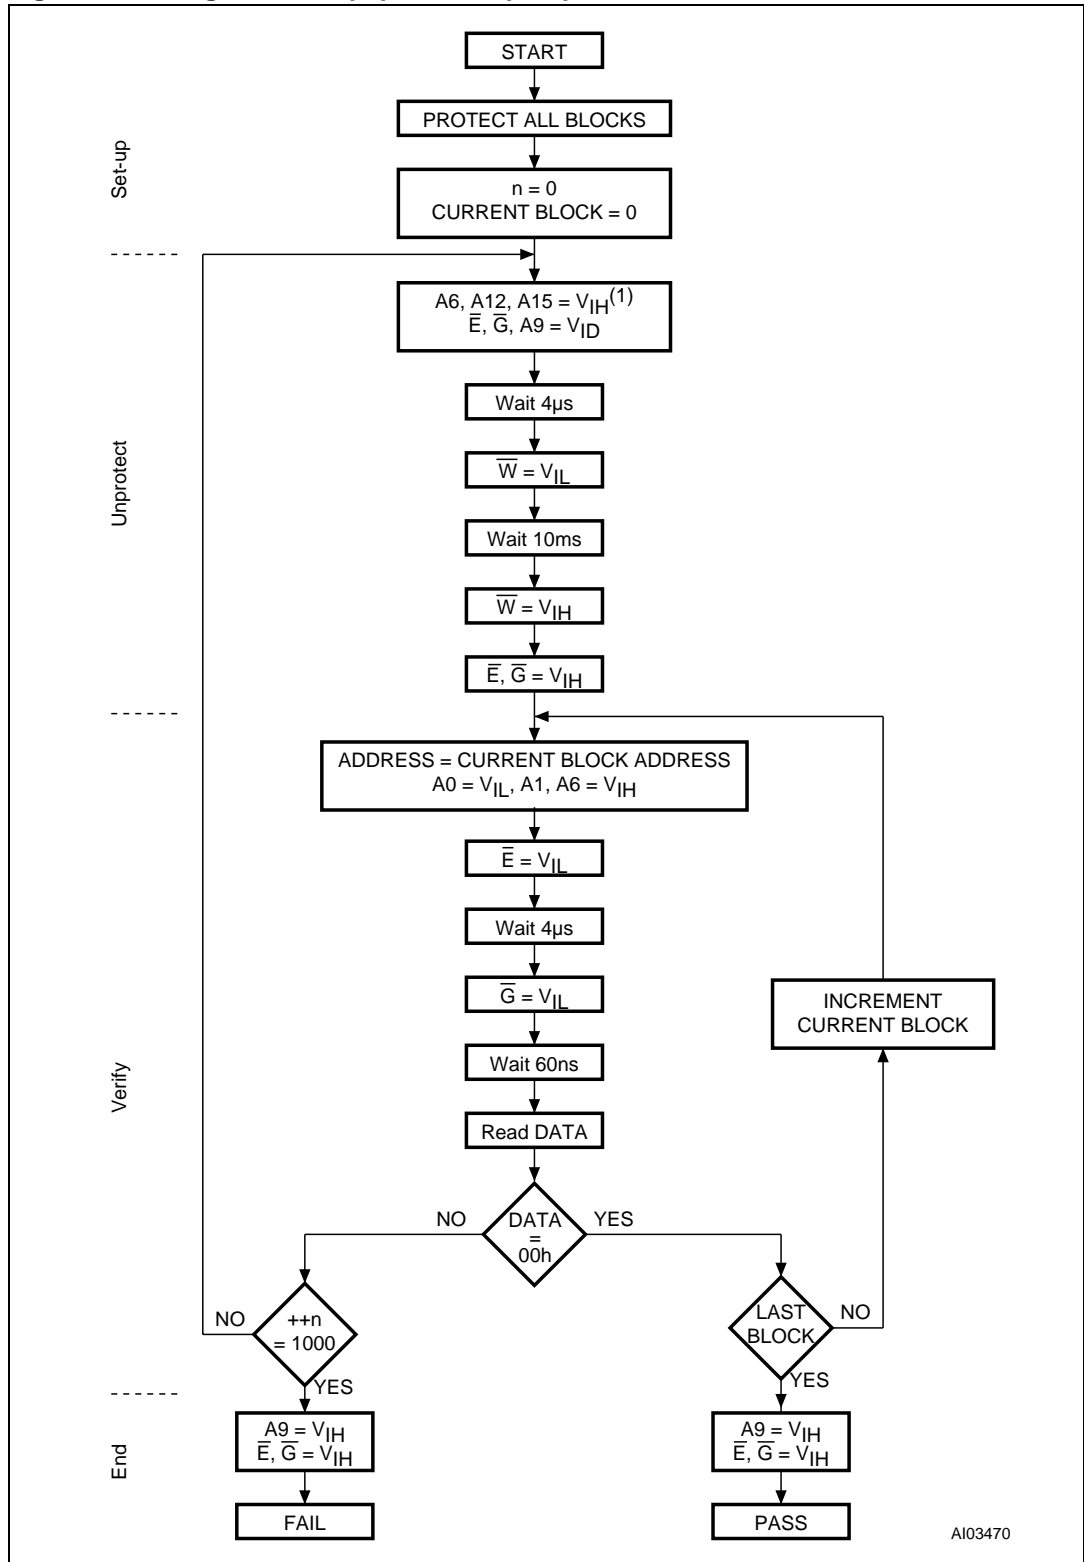 START
PROTECT ALL BLOCKS
Set-up
n = 0
CURRENT BLOCK = 0
A6, A12, A15 = VIH(1)
E̅, G̅, A9 = VID
Wait 4µs
Unprotect
W̅ = VIL
Wait 10ms
W̅ = VIH
E̅, G̅ = VIH
ADDRESS = CURRENT BLOCK ADDRESS
A0 = VIL, A1, A6 = VIH
E̅ = VIL
Wait 4µs
G̅ = VIL
INCREMENT
CURRENT BLOCK
Wait 60ns
Verify
Read DATA
NO
DATA
=
00h
YES
NO
++n
= 1000
YES
LAST
BLOCK
NO
YES
End
A9 = VIH
E̅, G̅ = VIH
FAIL
A9 = VIH
E̅, G̅ = VIH
PASS
AI03470